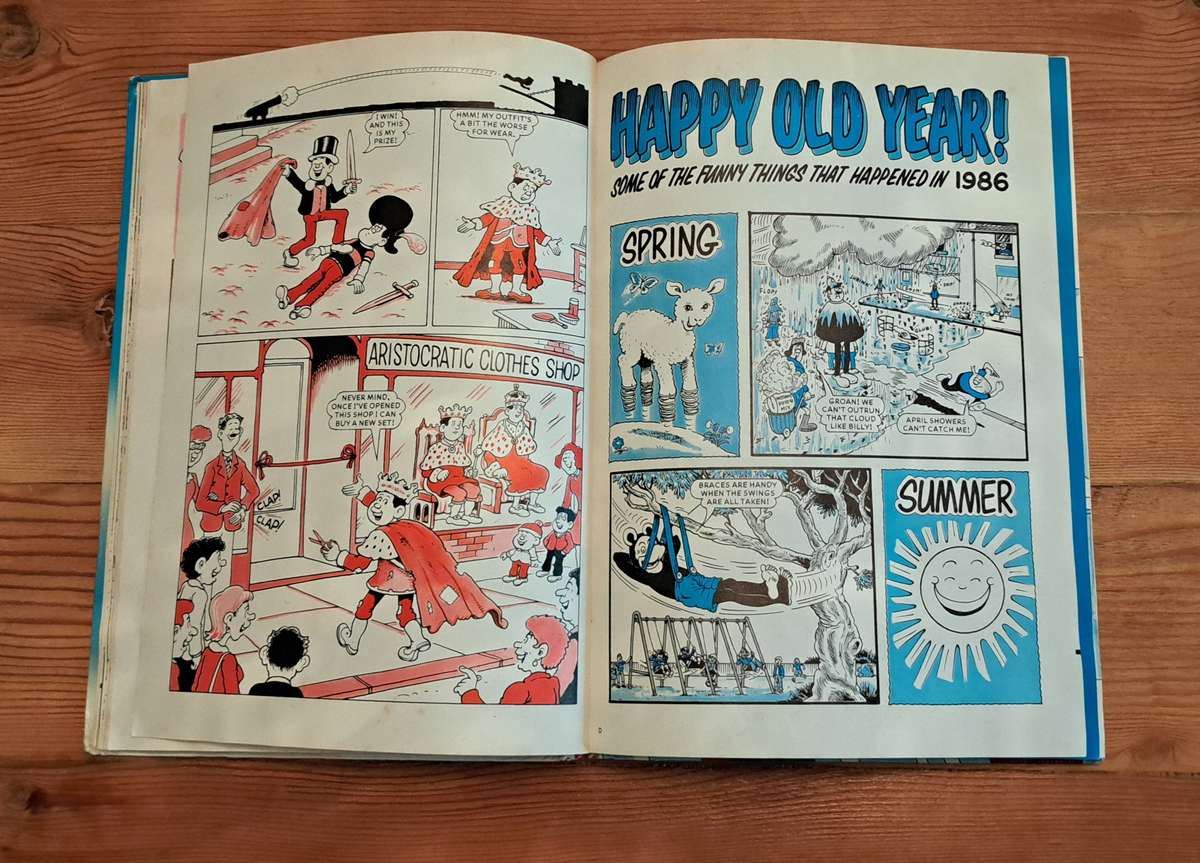 I WIN!
AND THIS
IS MY
PRIZE!
HMM! MY OUTFIT'S
A BIT THE WORSE
FOR WEAR.
ARISTOCRATIC CLOTHES SHOP
NEVER MIND,
ONCE I'VE OPENED
THIS SHOP I CAN
BUY A NEW SET!
CLAP!
CLAP!
HAPPY OLD YEAR!
SOME OF THE FUNNY THINGS THAT HAPPENED IN 1986
SPRING
FLOP!
GROAN! WE
CAN'T OUTRUN
THAT CLOUD
LIKE BILLY!
APRIL SHOWERS
CAN'T CATCH ME!
BRACES ARE HANDY
WHEN THE SWINGS
ARE ALL TAKEN!
SUMMER
D